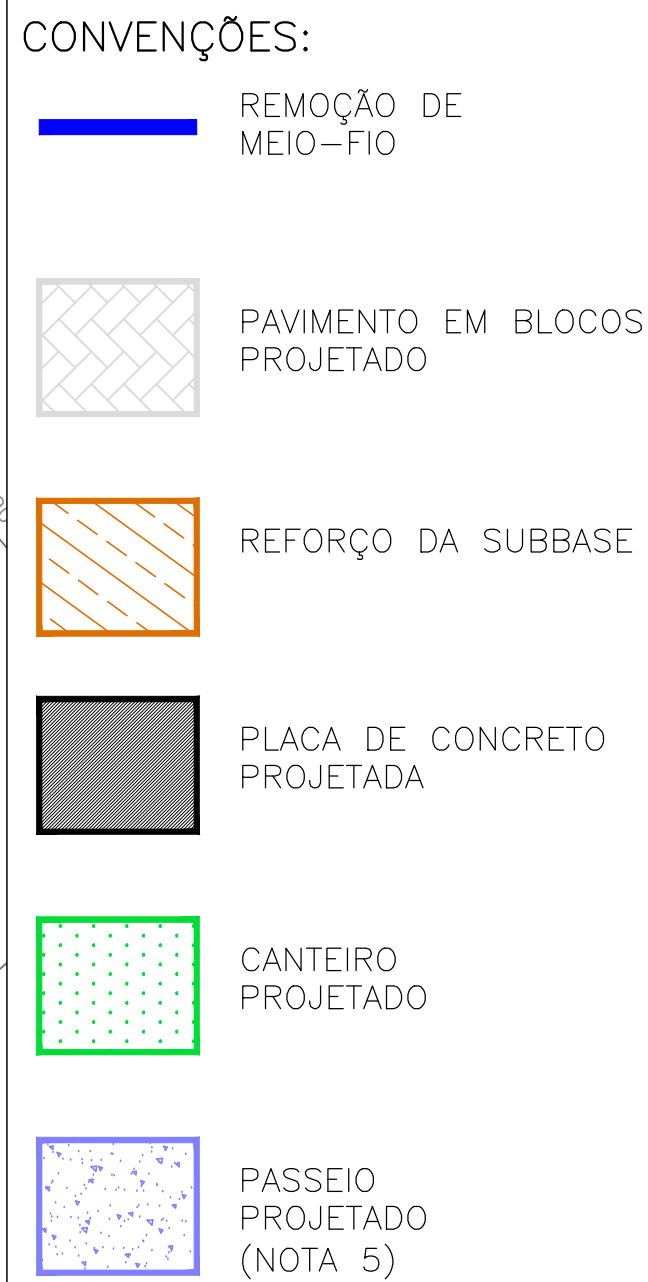 CONVENÇÕES:
REMOÇÃO DE
MEIO-FIO
PAVIMENTO EM BLOCOS
PROJETADO
REFORÇO DA SUBBASE
PLACA DE CONCRETO
PROJETADA
CANTEIRO
PROJETADO
PASSEIO
PROJETADO
(NOTA 5)